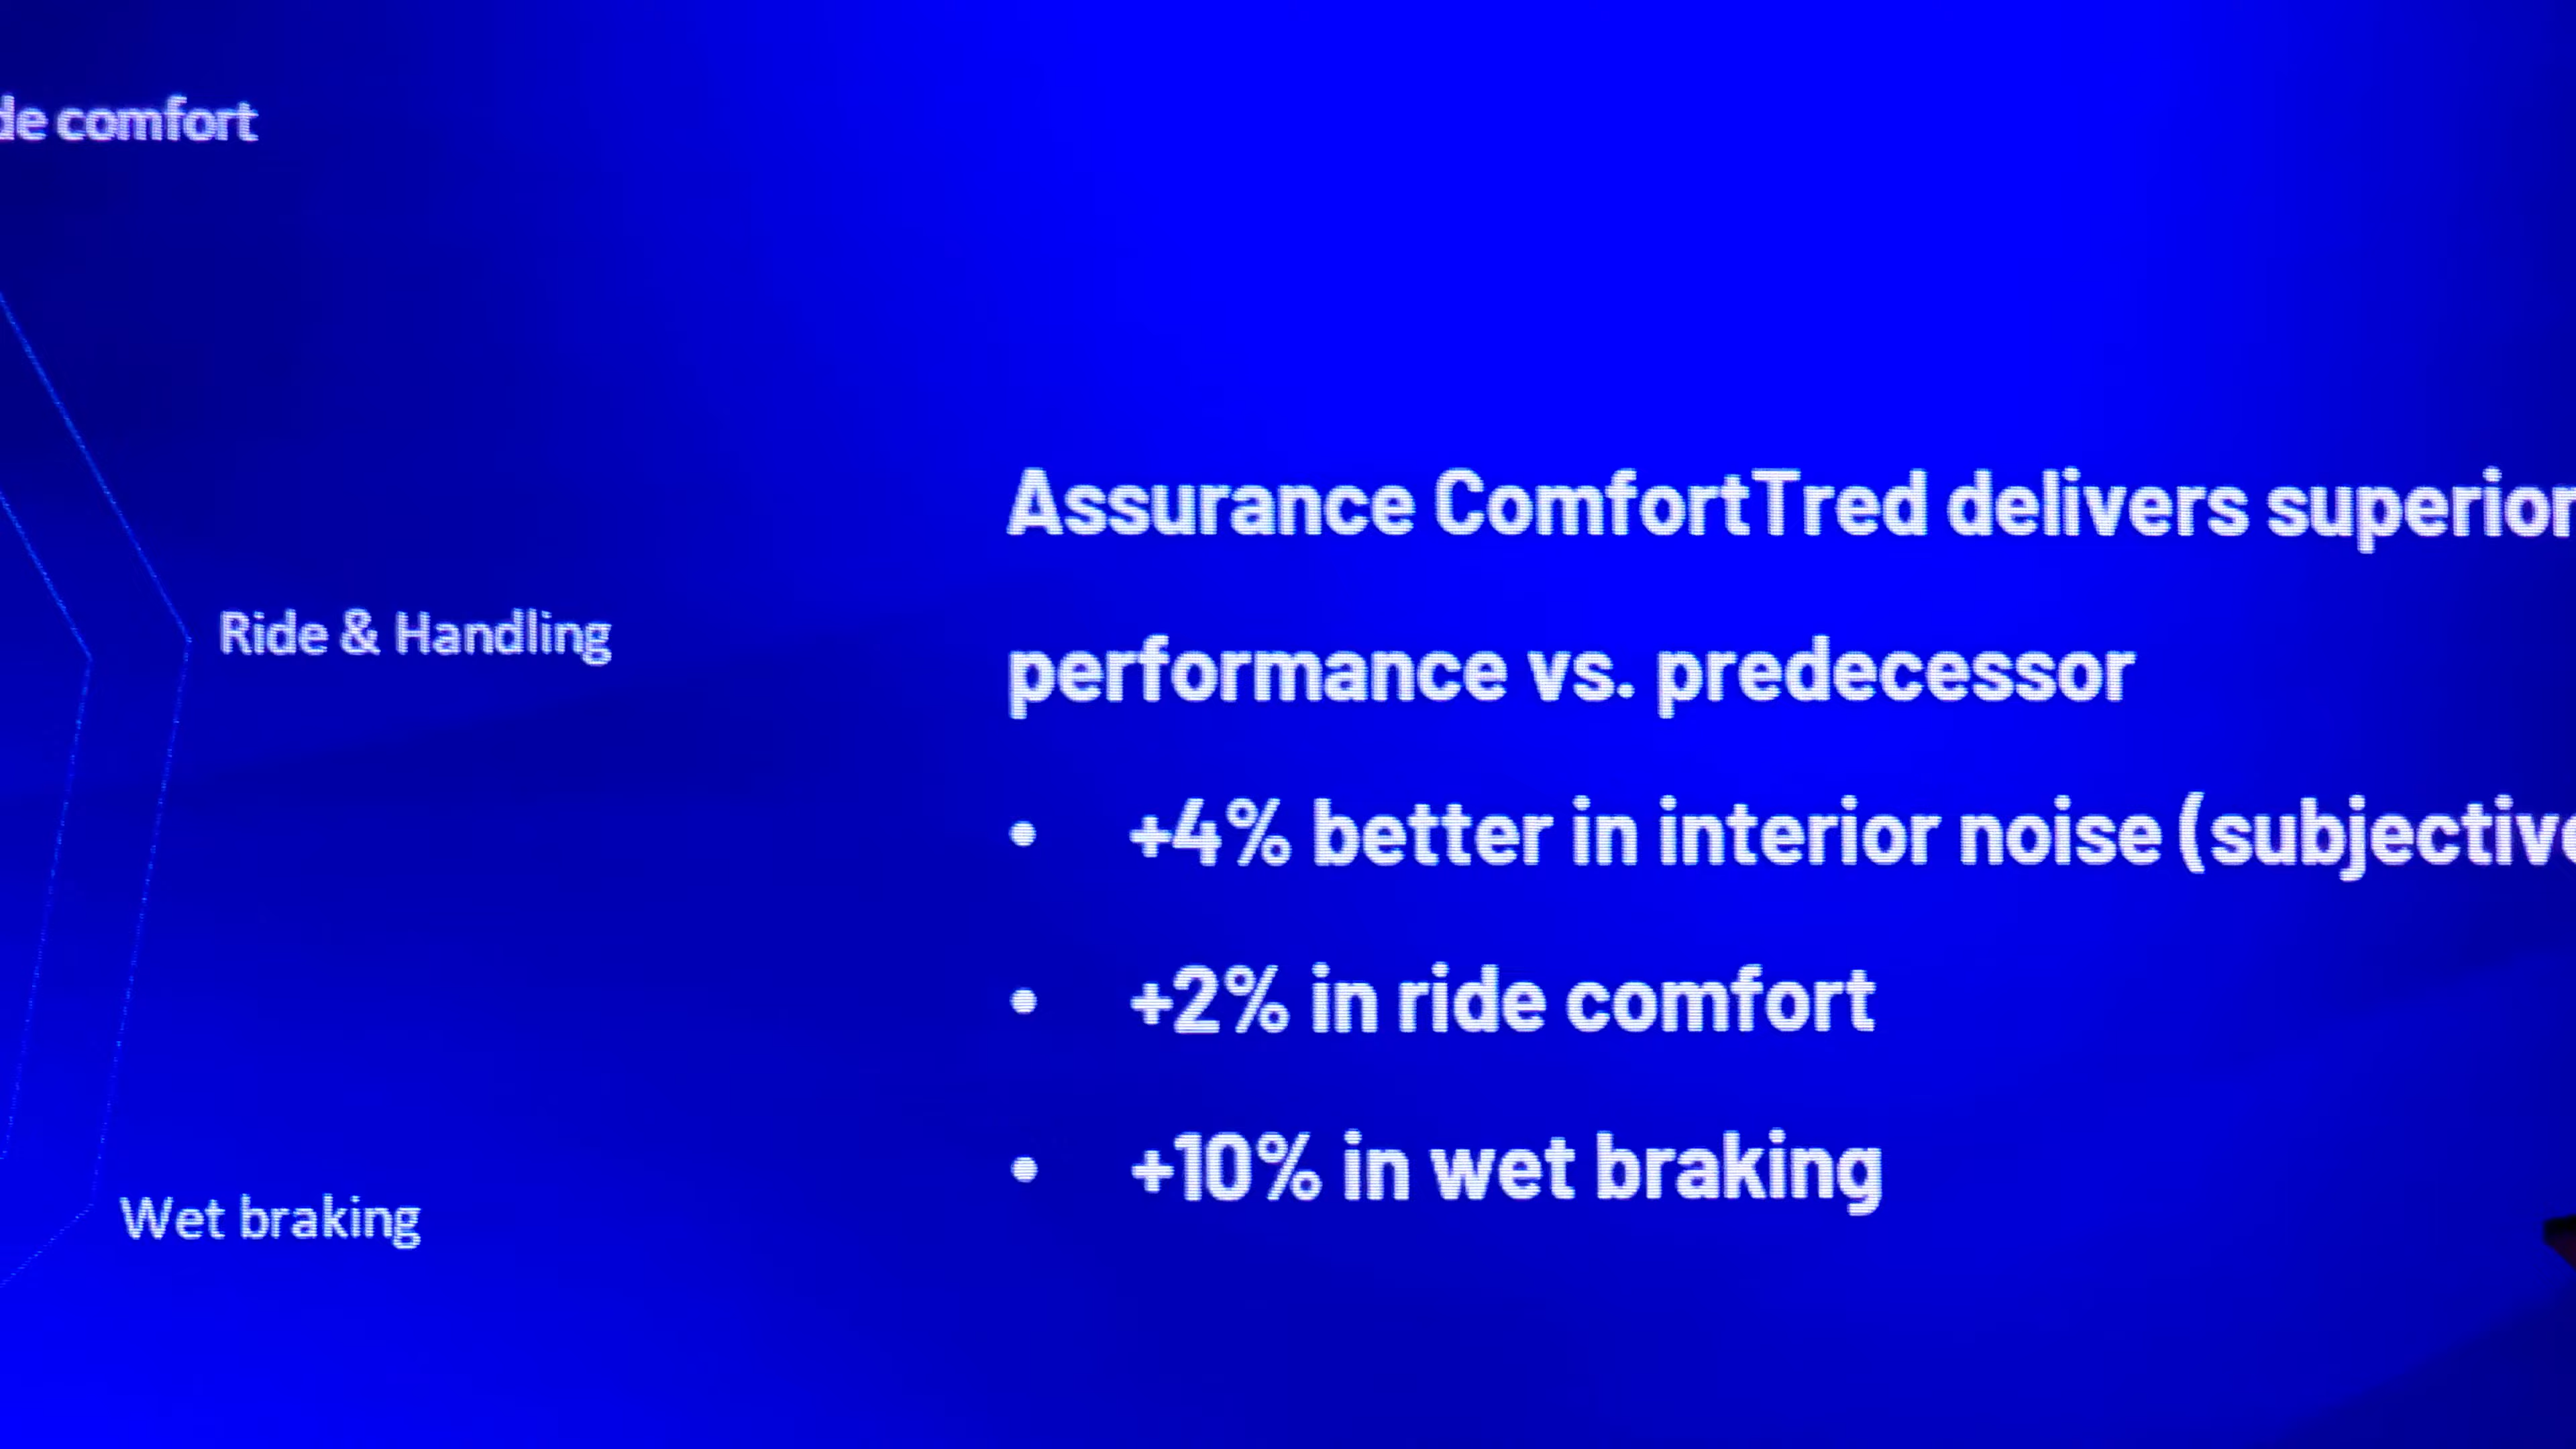 de comfort
Ride & Handling
Wet braking
Assurance ComfortTred delivers superior
performance vs. predecessor
• +4% better in interior noise (subjective
• +2% in ride comfort
• +10% in wet braking